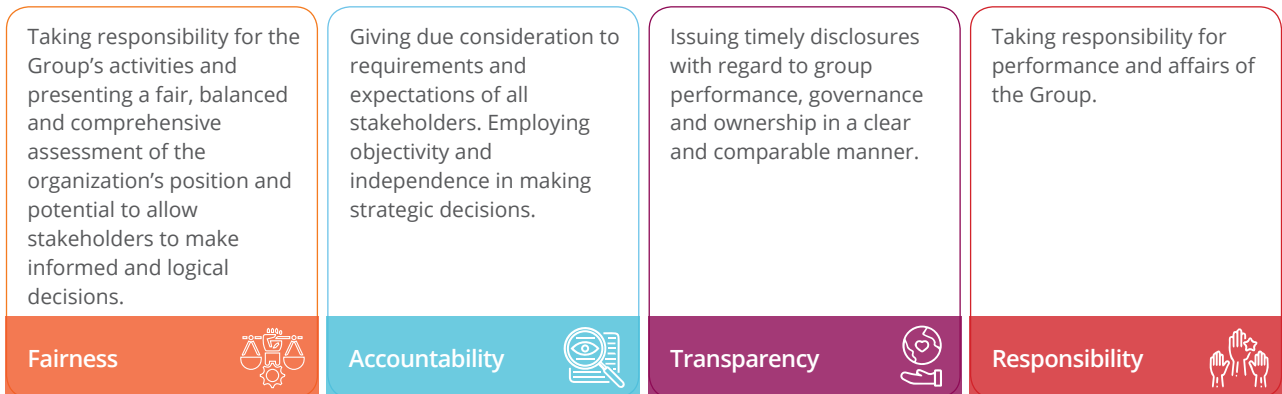 Taking responsibility for the
Group’s activities and
presenting a fair, balanced
and comprehensive
assessment of the
organization’s position and
potential to allow
stakeholders to make
informed and logical
decisions.
Fairness
Giving due consideration to
requirements and
expectations of all
stakeholders. Employing
objectivity and
independence in making
strategic decisions.
Accountability
Issuing timely disclosures
with regard to group
performance, governance
and ownership in a clear
and comparable manner.
Transparency
Taking responsibility for
performance and affairs of
the Group.
Responsibility